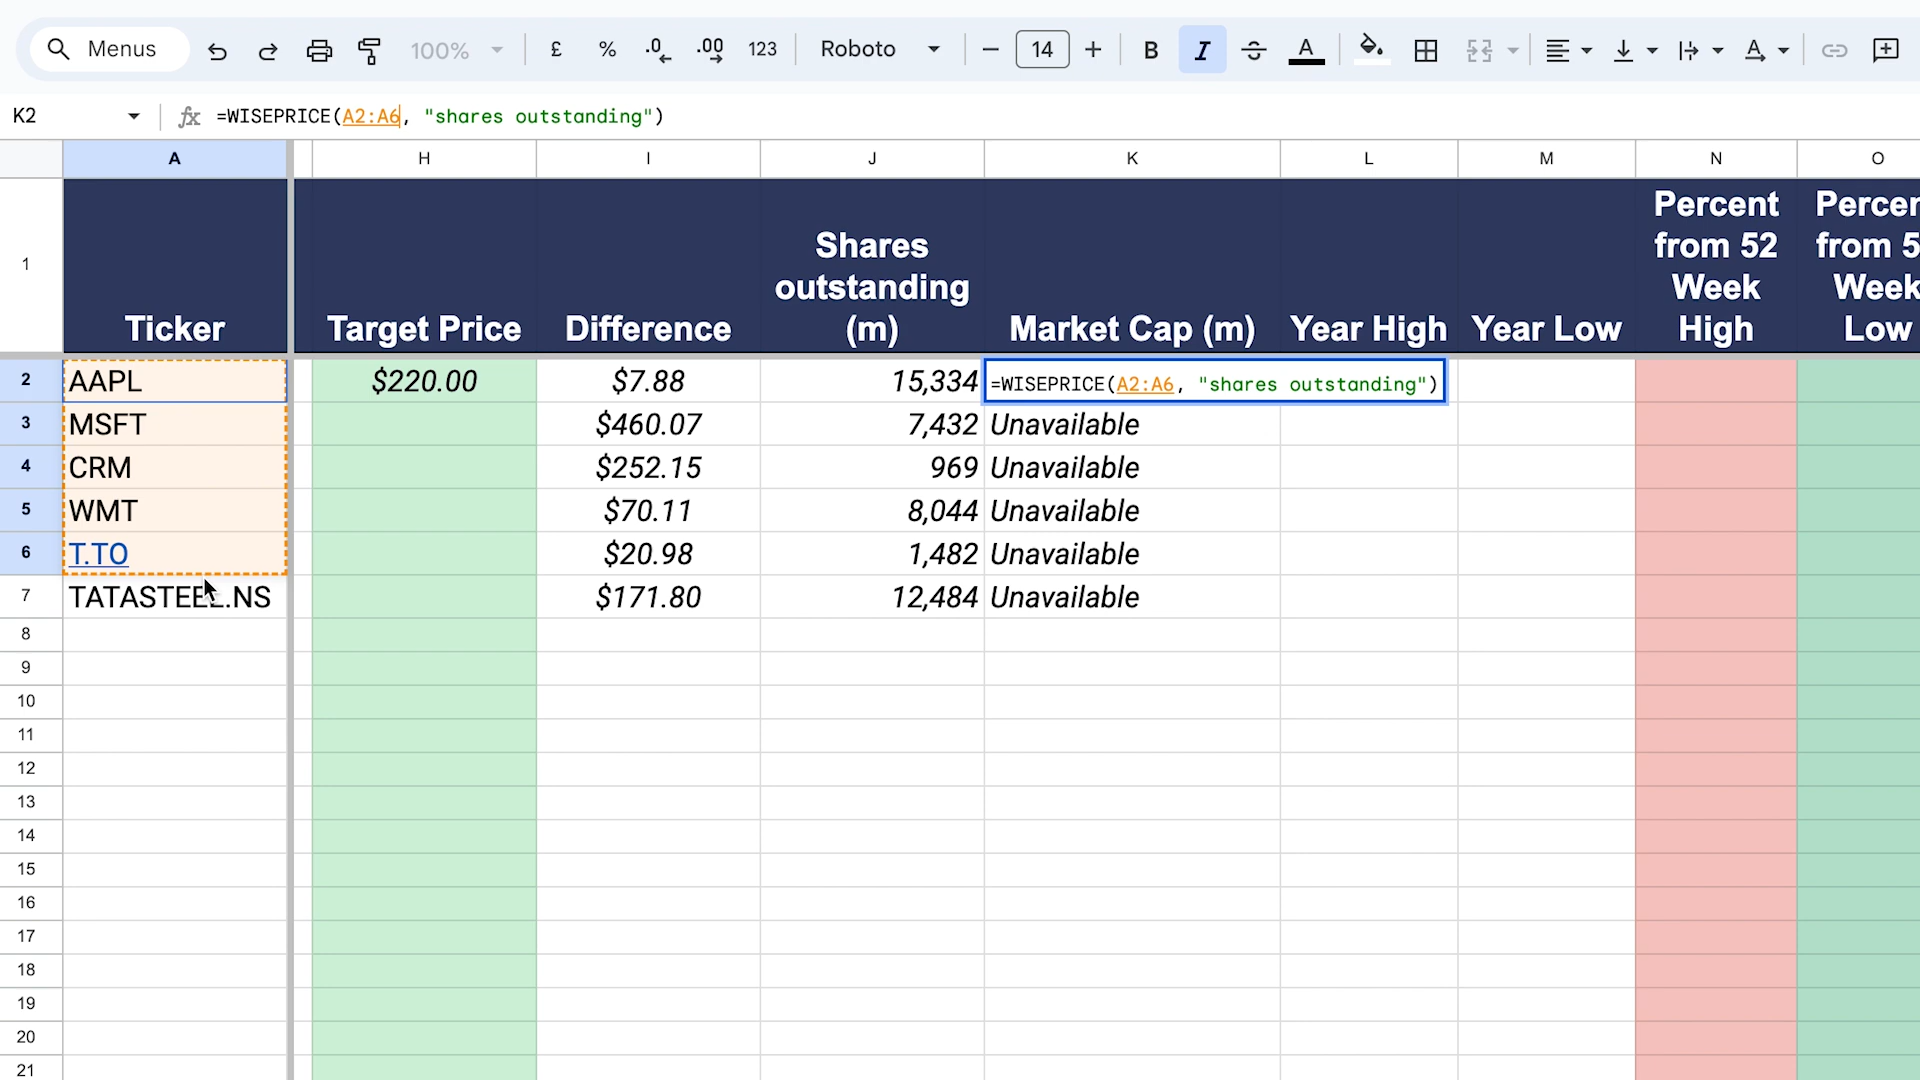 Menus 100% £ % .0 .00 123 Roboto 14 B I S A A
K2 fx =WISEPRICE(A2:A6, "shares outstanding")
A H I J K L M N O
1 Ticker Target Price Difference Shares outstanding (m) Market Cap (m) Year High Year Low Percent from 52 Week High Percer from 5 Week Low
2 AAPL $220.00 $7.88 15,334 =WISEPRICE(A2:A6, "shares outstanding")
3 MSFT $460.07 7,432 Unavailable
4 CRM $252.15 969 Unavailable
5 WMT $70.11 8,044 Unavailable
6 T.TO $20.98 1,482 Unavailable
7 TATASTEEL.NS $171.80 12,484 Unavailable
8
9
10
11
12
13
14
15
16
17
18
19
20
21